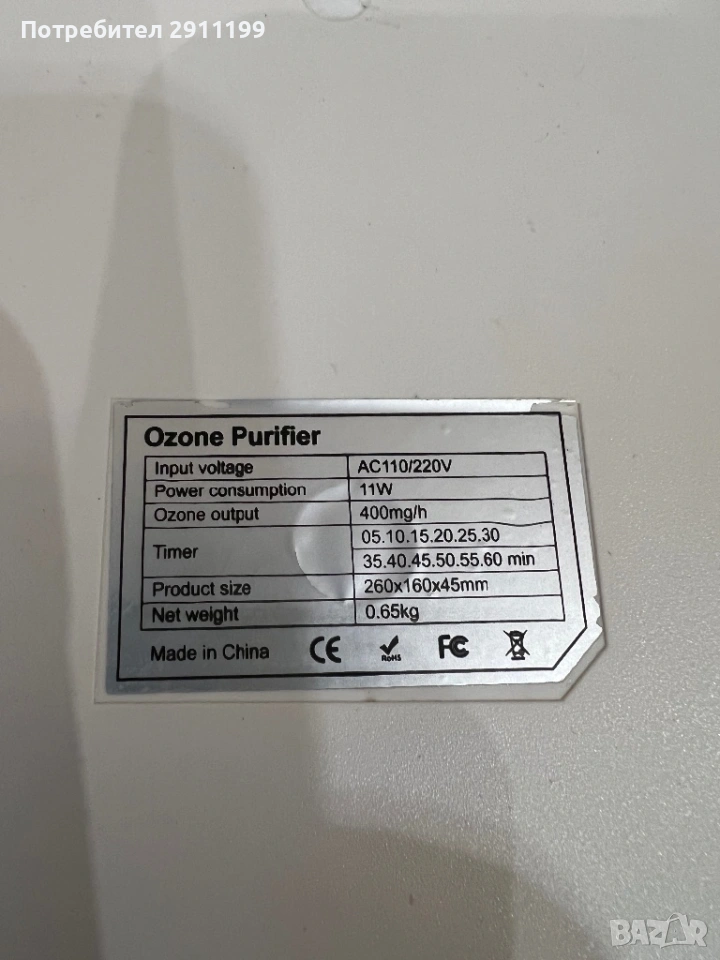 Потребител 2911199
Ozone Purifier
Input voltage AC110/220V
Power consumption 11W
Ozone output 400mg/h
Timer 05.10.15.20.25.30
35.40.45.50.55.60 min
Product size 260x160x45mm
Net weight 0.65kg
Made in China CE RoHS FC
BAZAR